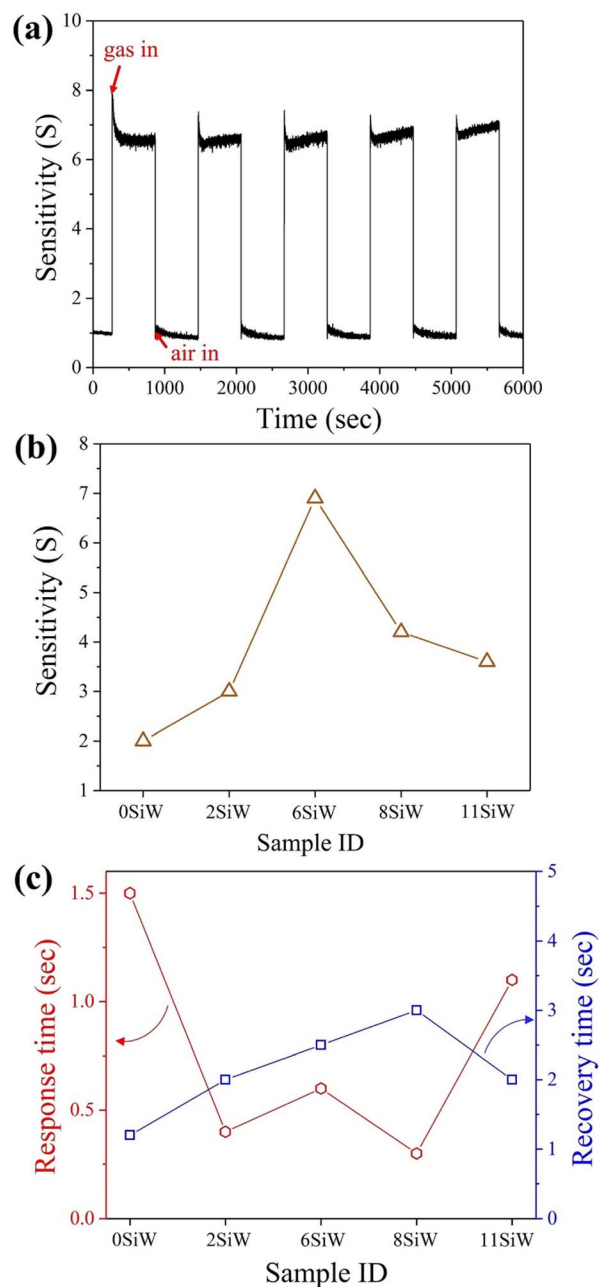 (a)
10
8
6
4
2
0
Sensitivity (S)
gas in
air in
0 1000 2000 3000 4000 5000 6000
Time (sec)
(b)
8
7
6
5
4
3
2
1
Sensitivity (S)
0SiW 2SiW 6SiW 8SiW 11SiW
Sample ID
(c)
1.5
1.0
0.5
0.0
Response time (sec)
5
4
3
2
1
0
Recovery time (sec)
0SiW 2SiW 6SiW 8SiW 11SiW
Sample ID